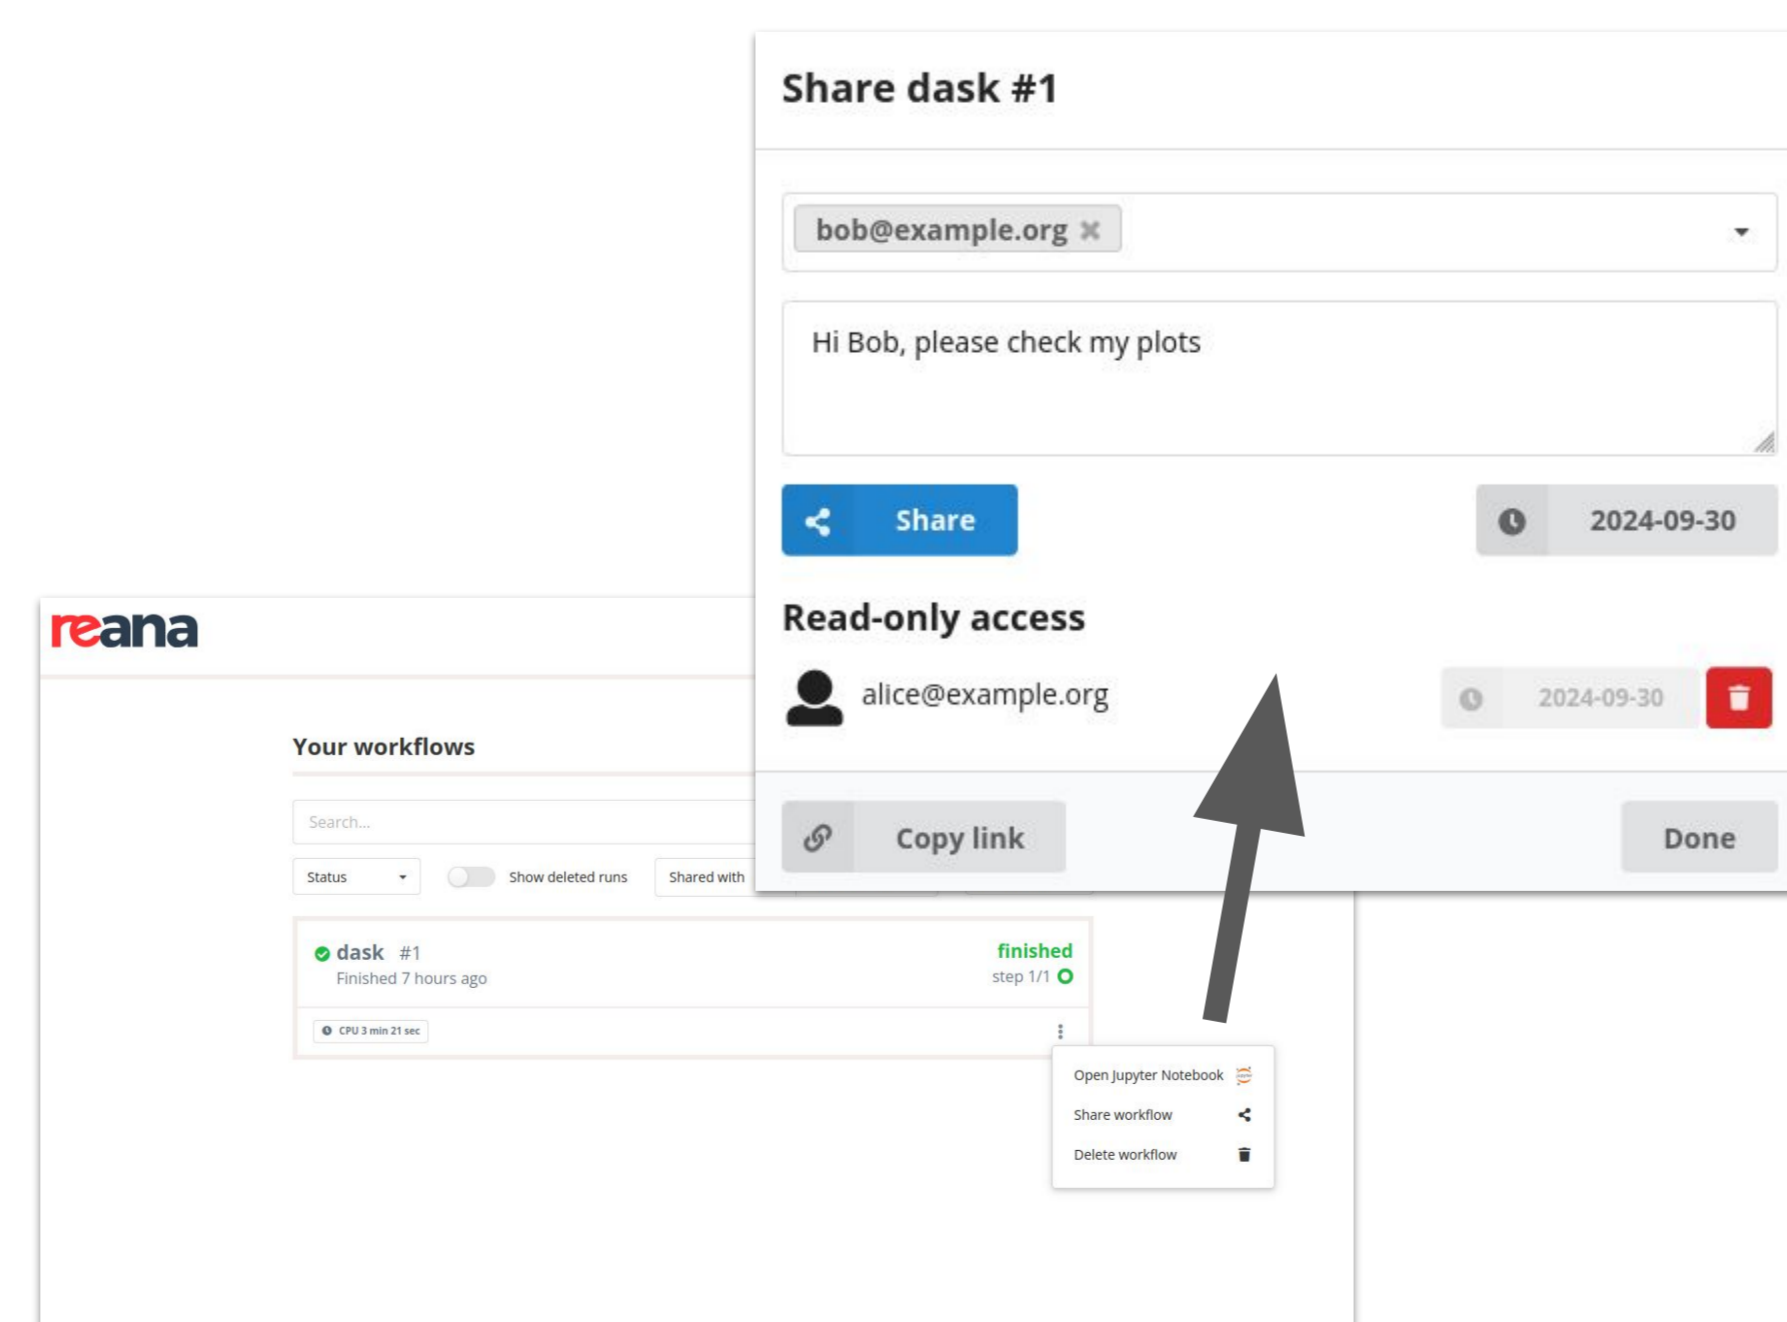 Share dask #1
bob@example.org
Hi Bob, please check my plots
Share
2024-09-30
Read-only access
alice@example.org
2024-09-30
Copy link
Done
reana
Your workflows
Search...
Status
Show deleted runs
Shared with
dask #1
finished
Finished 7 hours ago
step 1/1
CPU 3 min 21 sec
Open Jupyter Notebook
Share workflow
Delete workflow